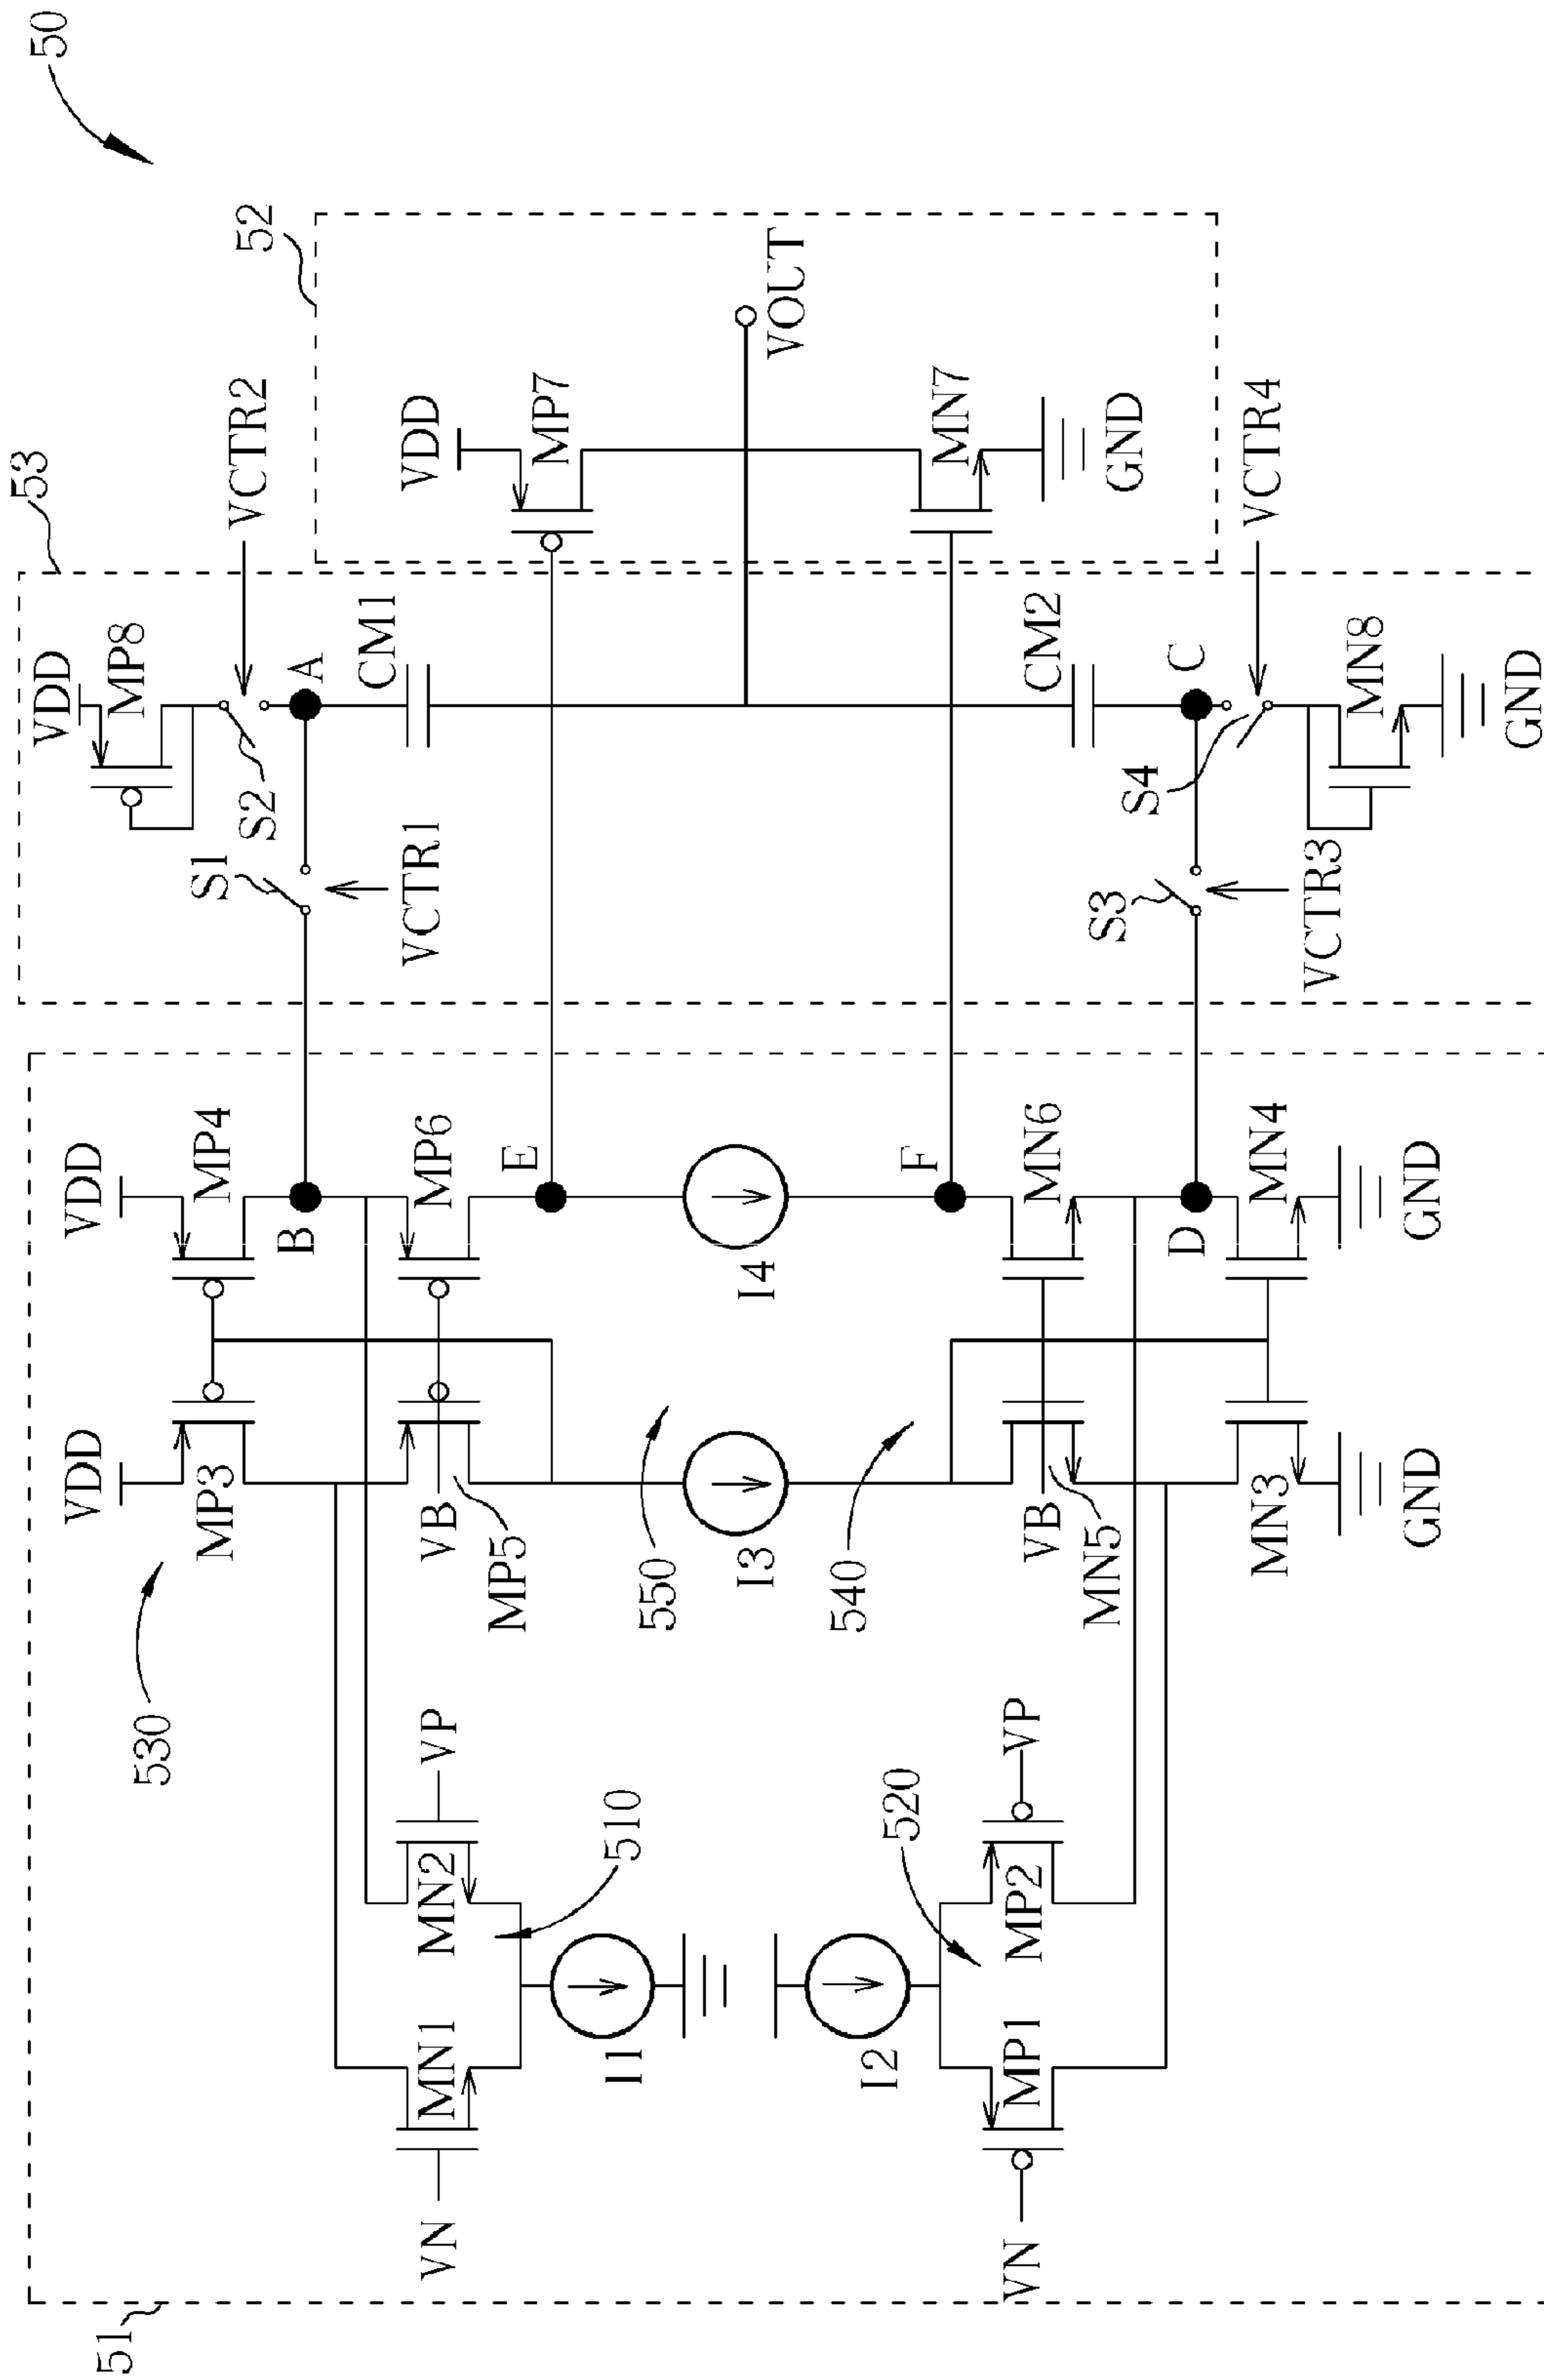 50
51
53
52
VDD
VDD
VDD
MP8
VCTR2
530
MP3
MP4
B
S1
S2
A
VCTR1
CM1
VDD
MP7
VN
MN1
MN2
VP
510
I1
VB
MP5
MP6
E
550
I3
I4
VOUT
I2
520
540
F
VN
MP1
MP2
VP
VB
MN5
MN6
CM2
MN7
GND
D
S3
VCTR3
S4
C
VCTR4
MN3
MN4
MN8
GND
GND
GND